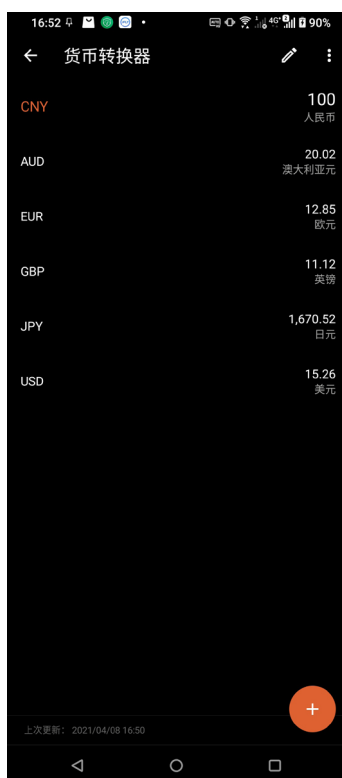 16:52
4G+
90%
货币转换器
CNY
100
人民币
AUD
20.02
澳大利亚元
EUR
12.85
欧元
GBP
11.12
英镑
JPY
1,670.52
日元
USD
15.26
美元
+
上次更新： 2021/04/08 16:50